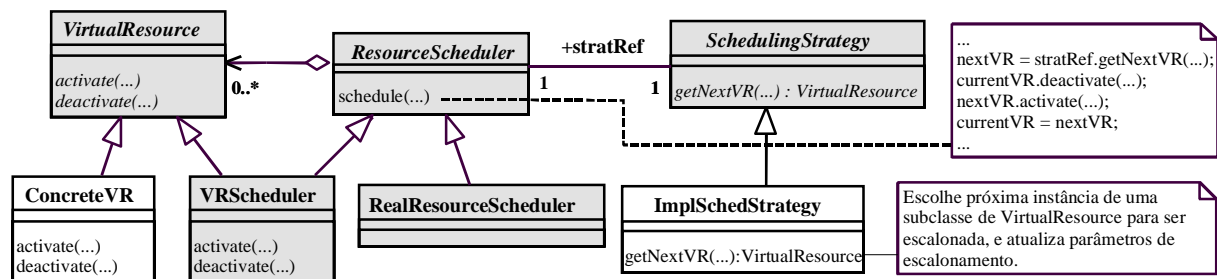 VirtualResource
activate(...)
deactivate(...)
0..*
ResourceScheduler
schedule(...)
+stratRef
1
1
SchedulingStrategy
getNextVR(...) : VirtualResource
...
nextVR = stratRef.getNextVR(...);
currentVR.deactivate(...);
nextVR.activate(...);
currentVR = nextVR;
...
ConcreteVR
activate(...)
deactivate(...)
VRScheduler
activate(...)
deactivate(...)
RealResourceScheduler
ImplSchedStrategy
getNextVR(...):VirtualResource
Escolhe próxima instância de uma
subclasse de VirtualResource para ser
escalonada, e atualiza parâmetros de
escalonamento.